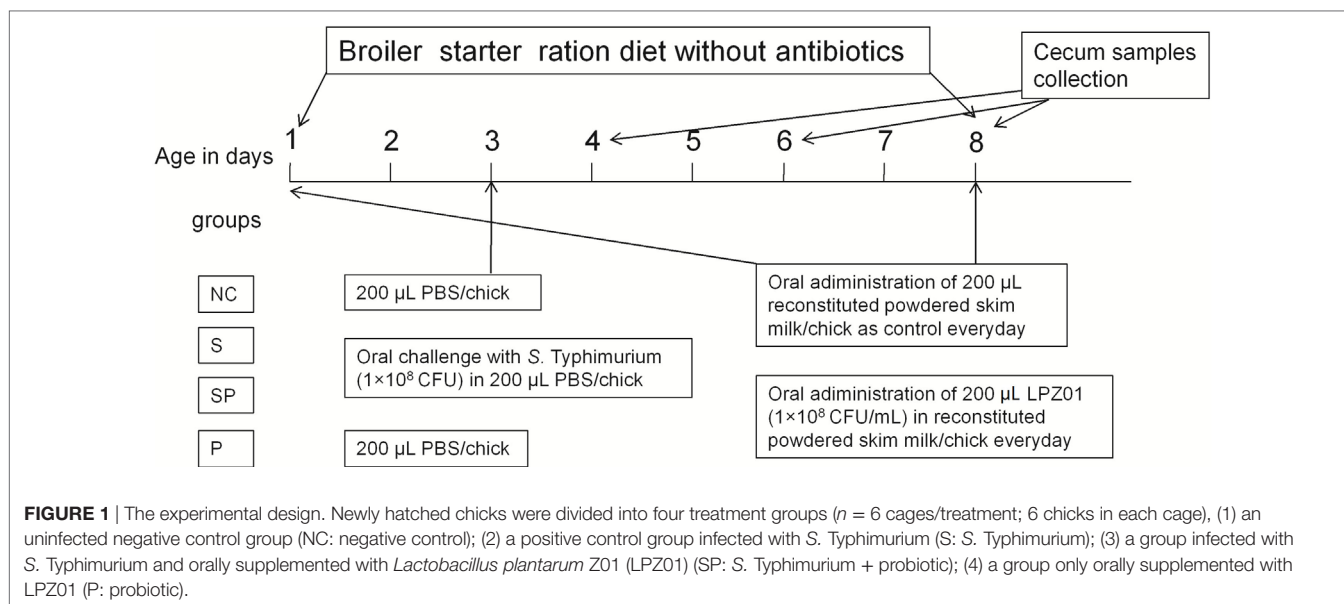 Broiler starter ration diet without antibiotics
Cecum samples
collection
1 2 3 4 5 6 7 8
Age in days
groups
NC
200 µL PBS/chick
Oral adiministration of 200 µL
reconstituted powdered skim
milk/chick as control everyday
S
Oral challenge with S. Typhimurium
(1×10⁸ CFU) in 200 µL PBS/chick
SP
Oral adiministration of 200 µL LPZ01
(1×10⁸ CFU/mL) in reconstituted
powdered skim milk/chick everyday
P
200 µL PBS/chick
FIGURE 1 | The experimental design. Newly hatched chicks were divided into four treatment groups (n = 6 cages/treatment; 6 chicks in each cage), (1) an
uninfected negative control group (NC: negative control); (2) a positive control group infected with S. Typhimurium (S: S. Typhimurium); (3) a group infected with
S. Typhimurium and orally supplemented with Lactobacillus plantarum Z01 (LPZ01) (SP: S. Typhimurium + probiotic); (4) a group only orally supplemented with
LPZ01 (P: probiotic).